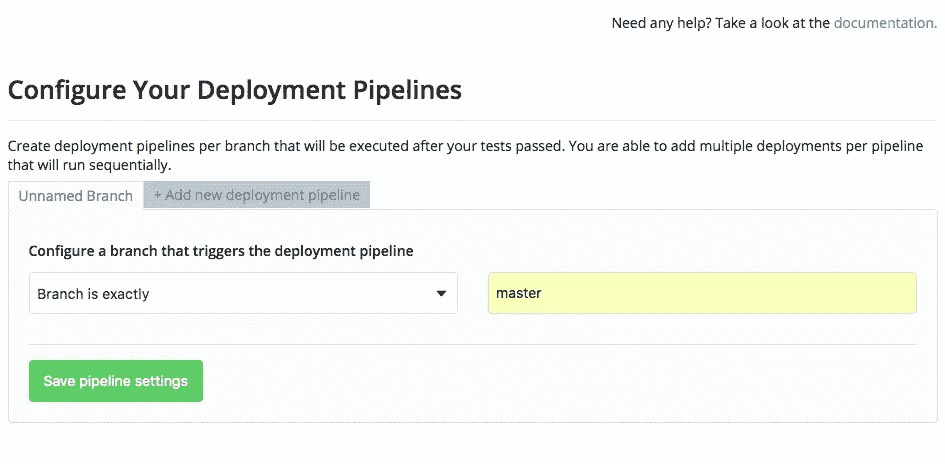 Need any help? Take a look at the documentation.
Configure Your Deployment Pipelines
Create deployment pipelines per branch that will be executed after your tests passed. You are able to add multiple deployments per pipeline
that will run sequentially.
Unnamed Branch + Add new deployment pipeline
Configure a branch that triggers the deployment pipeline
Branch is exactly master
Save pipeline settings